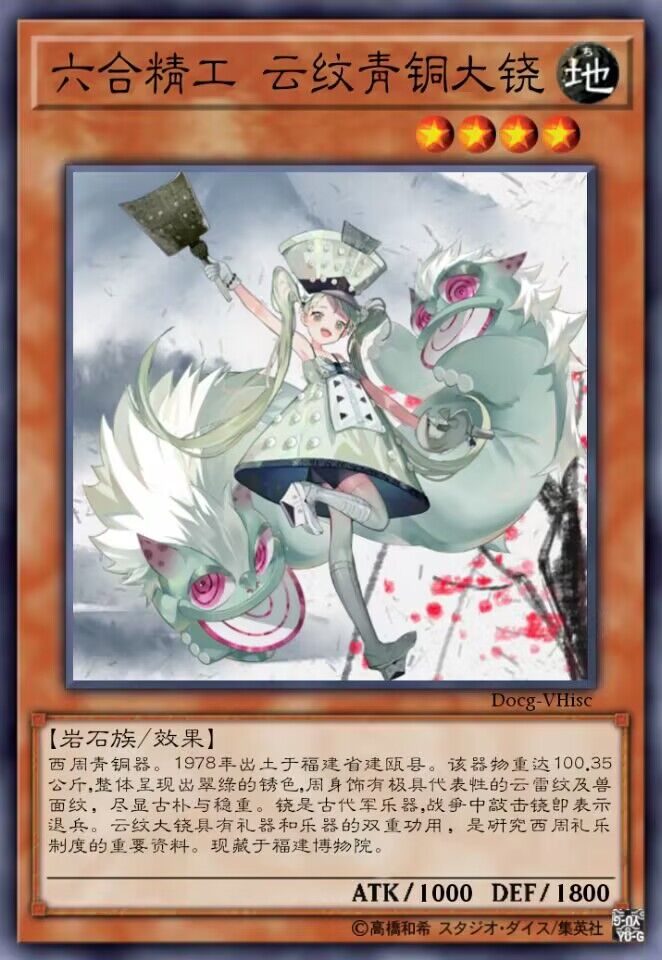 六合精工 云纹青铜大铙
ち
地
Docg-VHisc
【岩石族/效果】
西周青铜器。1978年出土于福建省建瓯县。该器物重达100.35
公斤,整体呈现出翠绦的锈色,周身饰有极具代表性的云雷纹及兽
面纹，尽显古朴与稳重。铙是古代军乐器,战争中敲击铙即表示
退兵。云纹大铙具有礼器和乐器的双重功用，是研究西周礼乐
制度的重要资料。现藏于福建博物院。
ATK/1000 DEF/1800
©高橋和希 スタジオ・ダイス/集英社